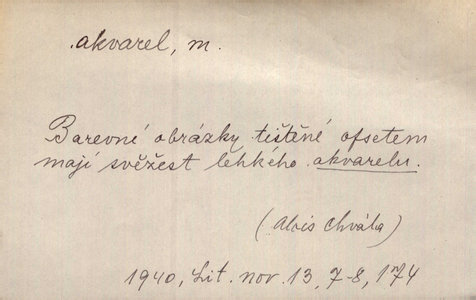 akvarel, m.
Barevné obrázky tištěné ofsetem
mají svěžest lehkého akvarelu.
(Alois Chvála)
1940, Lit. nov. 13, 7-8, 174